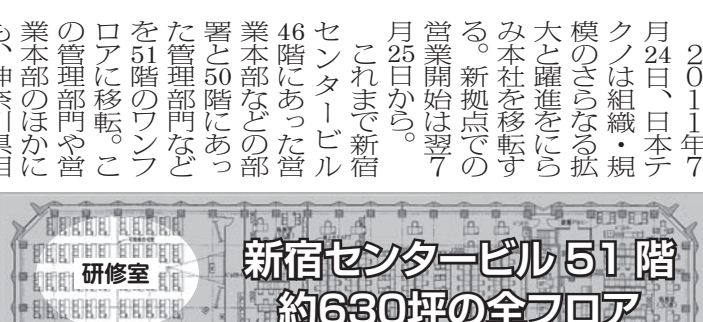 ２０１１年７
月24日、日本テ
クノは組織・規
模のさらなる拡
大と躍進をにら
み本社を移転す
る。新拠点での
営業開始は翌７
月25日から。
これまで新宿
センタービル
46階にあった営
業本部などの部
署と50階にあっ
た管理部門など
を51階のワンフ
ロアに移転。こ
の管理部門や営
業本部のほかに
も、神奈川県
新宿センタービル 51 階
約630坪の全フロア
研修室